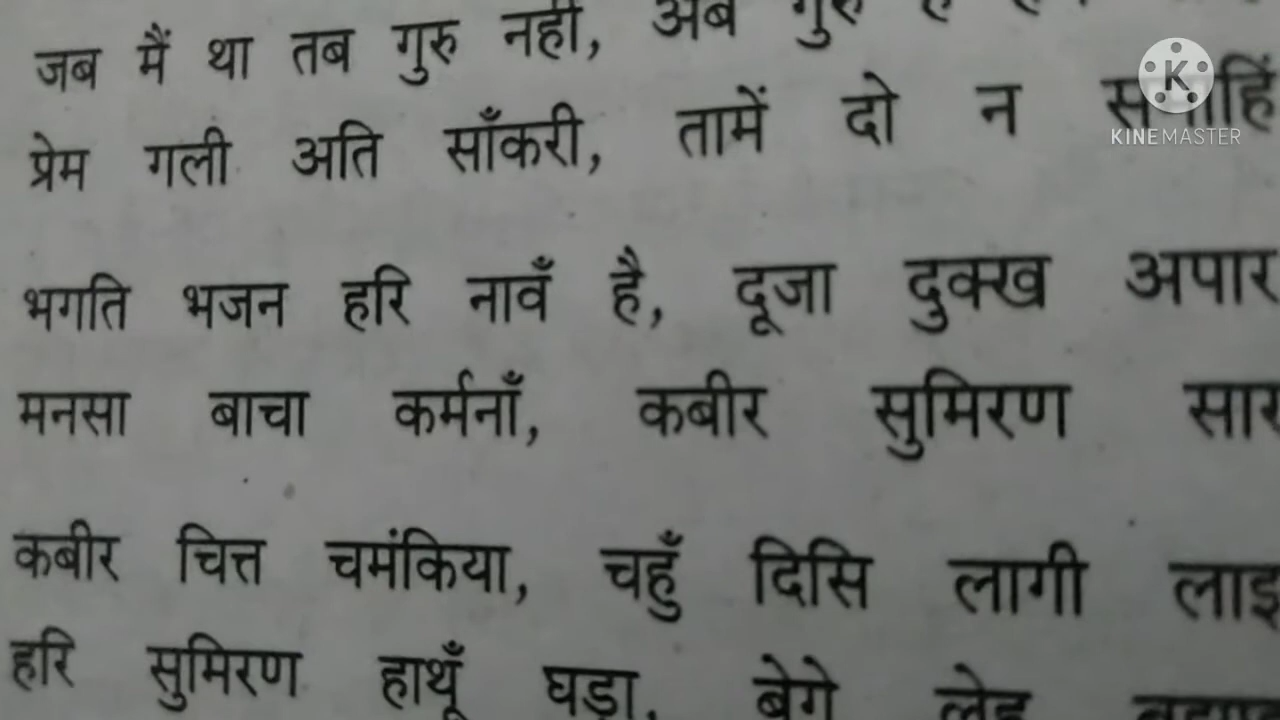 जब मैं था तब गुरु नहीं, अब गुरु
प्रेम गली अति साँकरी, तामें दो न समाहिं
भगति भजन हरि नावँ है, दूजा दुक्ख अपार
मनसा बाचा कर्मनाँ, कबीर सुमिरण सार
कबीर चित्त चमंकिया, चहुँ दिसि लागी लाइ
हरि सुमिरण हाथूँ घड़ा, बेगे लेहु
KINEMASTER